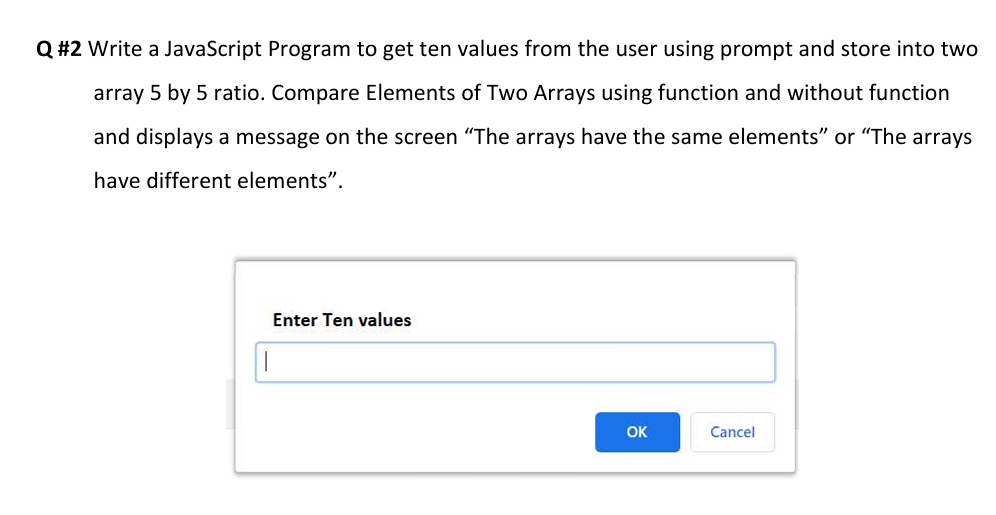 Q #2 Write a JavaScript Program to get ten values from the user using prompt and store into two
array 5 by 5 ratio. Compare Elements of Two Arrays using function and without function
and displays a message on the screen “The arrays have the same elements” or “The arrays
have different elements”.
Enter Ten values
OK
Cancel